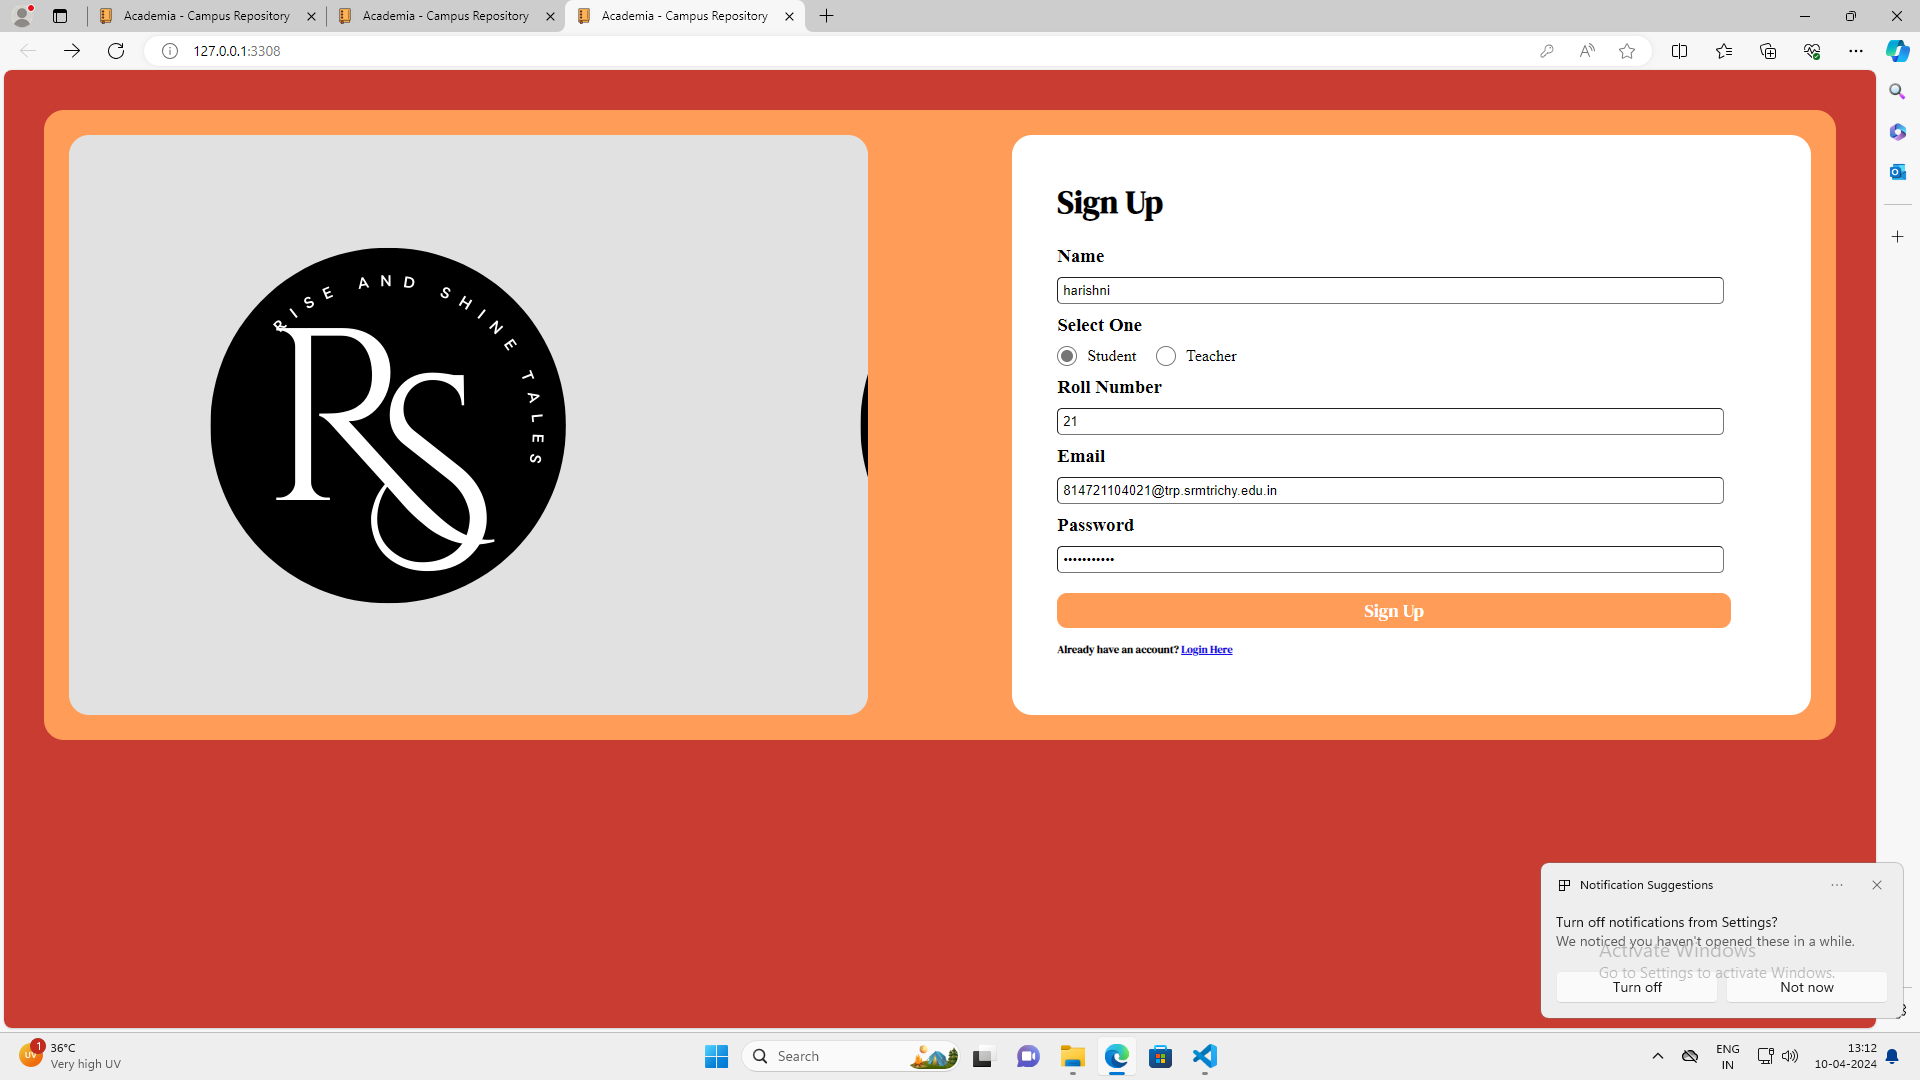 Academia - Campus Repository
Academia - Campus Repository
Academia - Campus Repository
127.0.0.1:3308
RISE AND SHINE TALES
RS
Sign Up
Name
harishni
Select One
Student Teacher
Roll Number
21
Email
814721104021@trp.srmtrichy.edu.in
Password
Sign Up
Already have an account? Login Here
Notification Suggestions
Turn off notifications from Settings?
We noticed you haven't opened these in a while.
Activate Windows
Go to Settings to activate Windows.
Turn off
Not now
UV
1
36°C
Very high UV
Search
ENG
IN
13:12
10-04-2024